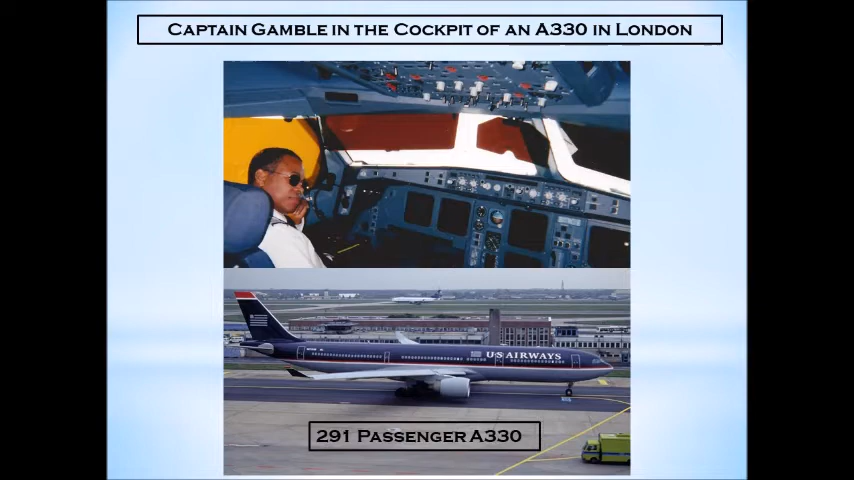 Captain Gamble in the Cockpit of an A330 in London
US AIRWAYS
291 Passenger A330